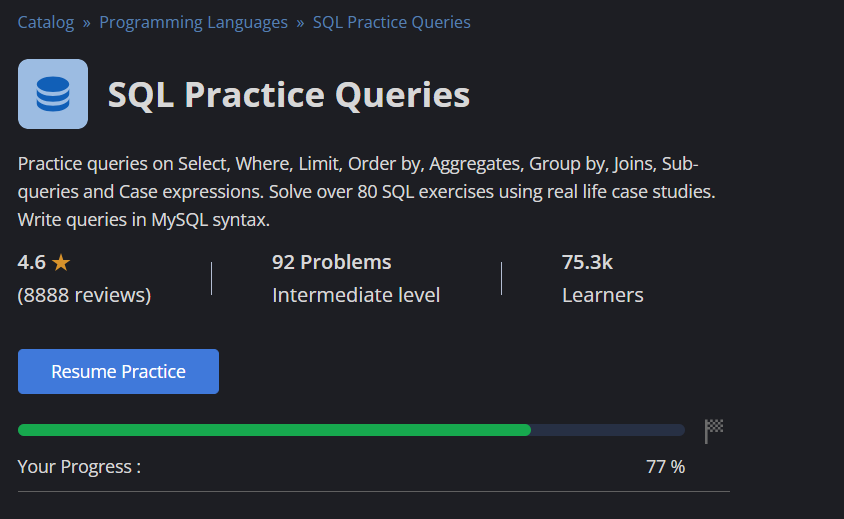 Catalog » Programming Languages » SQL Practice Queries
SQL Practice Queries
Practice queries on Select, Where, Limit, Order by, Aggregates, Group by, Joins, Sub-
queries and Case expressions. Solve over 80 SQL exercises using real life case studies.
Write queries in MySQL syntax.
4.6 ★
(8888 reviews)
92 Problems
Intermediate level
75.3k
Learners
Resume Practice
Your Progress : 77 %